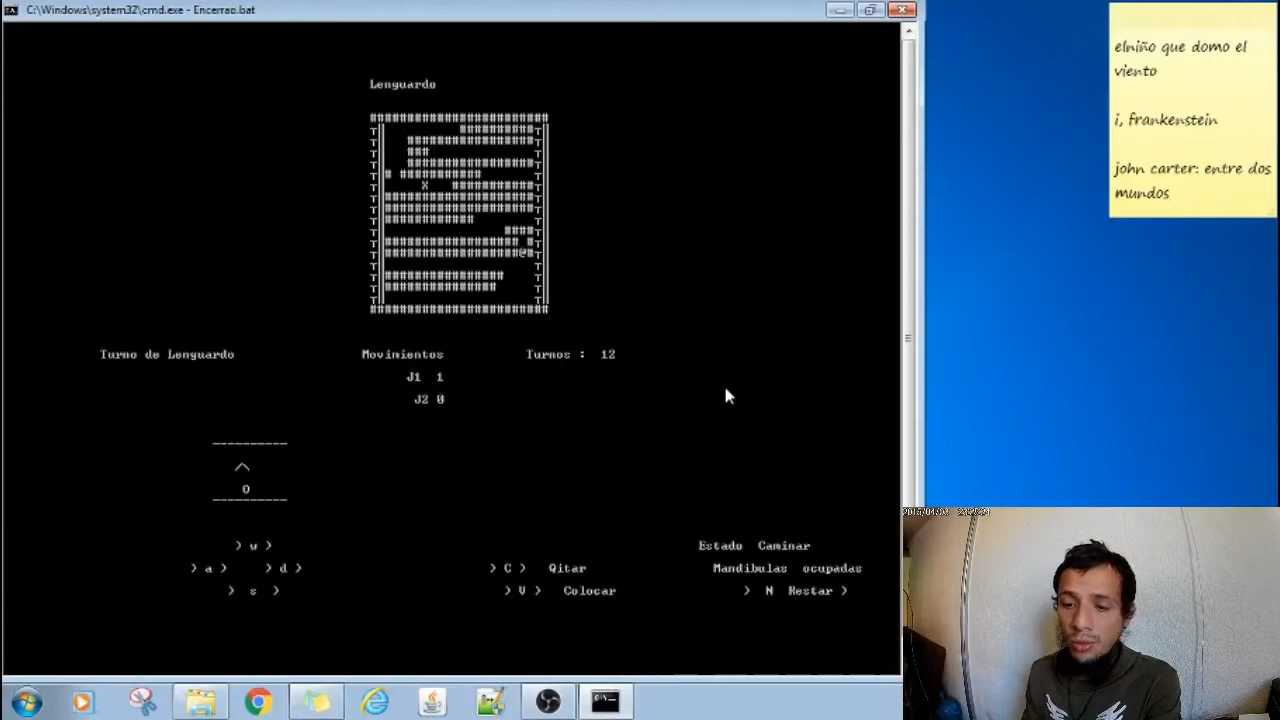 C:\Windows\system32\cmd.exe - Encerrao.bat
elniño que domo el
viento
i, frankenstein
john carter: entre dos
mundos
Lenguardo
X
@
Turno de Lenguardo Movimientos Turnos : 12
J1 1
J2 0
^
O
> w >
> a > > d >
> s >
> C > Qitar
> V > Colocar
Estado Caminar
Mandibulas ocupadas
> N Restar >